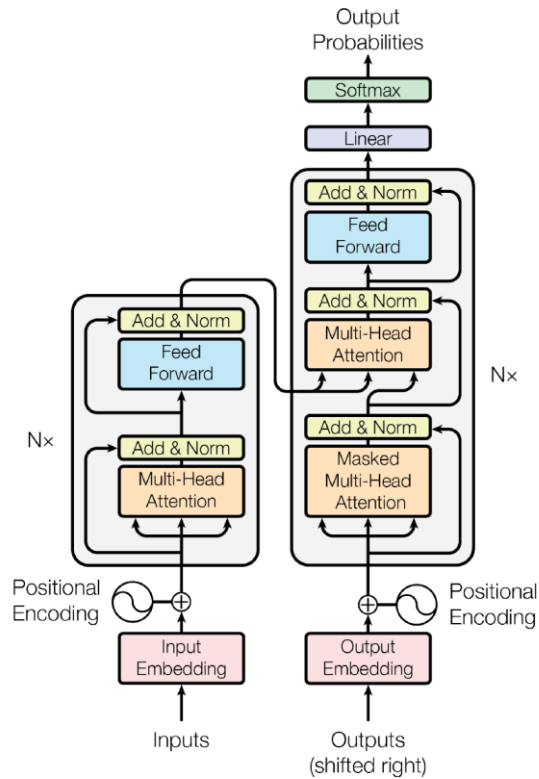 Output
Probabilities
Softmax
Linear
Add & Norm
Feed
Forward
Add & Norm
Multi-Head
Attention
Add & Norm
Masked
Multi-Head
Attention
N×
Add & Norm
Feed
Forward
Add & Norm
Multi-Head
Attention
N×
Positional
Encoding
Positional
Encoding
Input
Embedding
Output
Embedding
Inputs
Outputs
(shifted right)